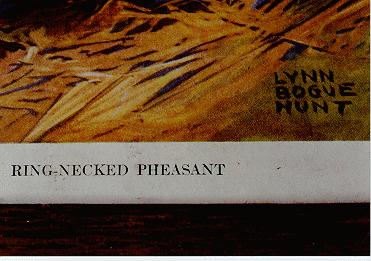 LYNN
BOGUE
HUNT
RING-NECKED PHEASANT